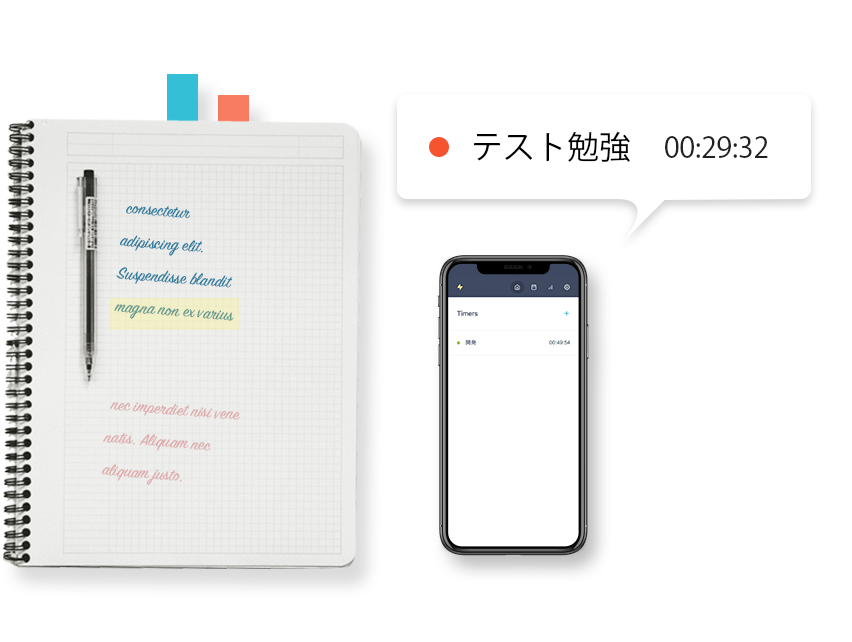 consectetur
adipiscing elit.
Suspendisse blandit
magna non ex varius
nec imperdiet nisi vene
natis. Aliquam nec
aliquam justo.
テスト勉強 00:29:32
Timers +
開発 00:49:54